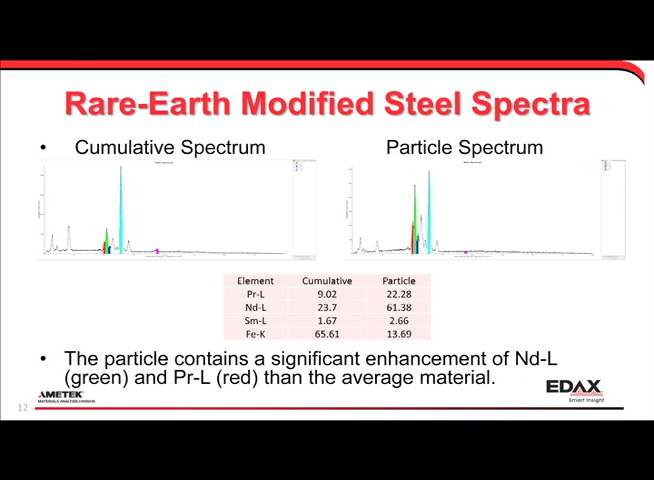 Rare-Earth Modified Steel Spectra
• Cumulative Spectrum
Particle Spectrum
Element Cumulative Particle
Pr-L 9.02 22.28
Nd-L 23.7 61.38
Sm-L 1.67 2.66
Fe-K 65.61 13.69
• The particle contains a significant enhancement of Nd-L
(green) and Pr-L (red) than the average material.
AMETEK
MATERIALS ANALYSIS DIVISION
EDAX
Smart Insight
12